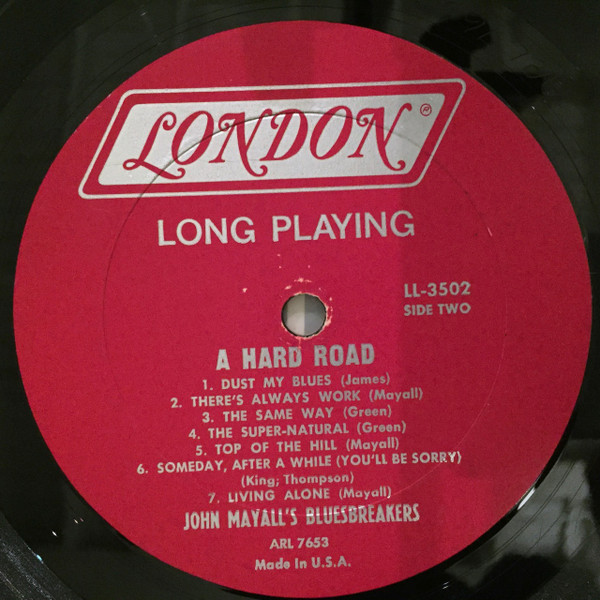 LONDON®
LONG PLAYING
LL-3502
SIDE TWO
A HARD ROAD
1. DUST MY BLUES (James)
2. THERE'S ALWAYS WORK (Mayall)
3. THE SAME WAY (Green)
4. THE SUPER-NATURAL (Green)
5. TOP OF THE HILL (Mayall)
6. SOMEDAY, AFTER A WHILE (YOU'LL BE SORRY)
(King; Thompson)
7. LIVING ALONE (Mayall)
JOHN MAYALL'S BLUESBREAKERS
ARL 7653
Made in U.S.A.